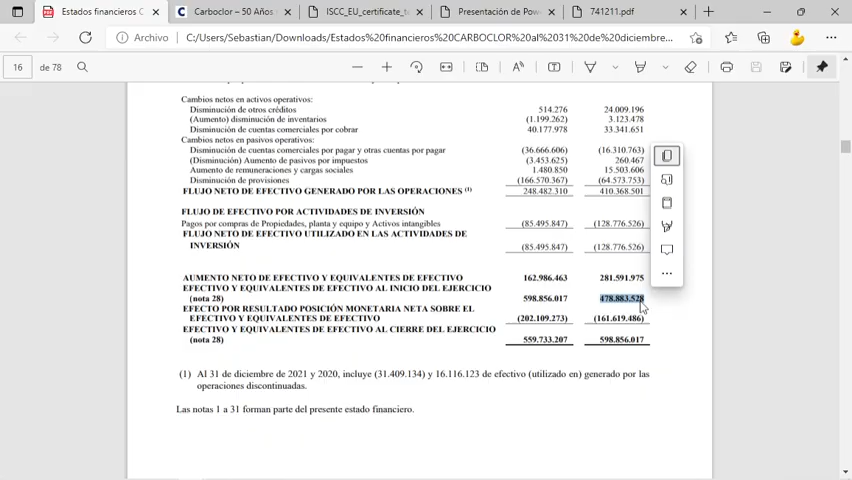 Estados financieros C
Carboclor – 50 Años
ISCC_EU_certificate_t
Presentación de Pow
741211.pdf
Archivo
C:/Users/Sebastian/Downloads/Estados%20financieros%20CARBOCLOR%20al%2031%20de%20diciembre...
16
de 78
Cambios netos en activos operativos:
Disminución de otros créditos 514.276 24.009.196
(Aumento) disminución de inventarios (1.199.262) 3.123.478
Disminución de cuentas comerciales por cobrar 40.177.978 33.341.651
Cambios netos en pasivos operativos:
Disminución de cuentas comerciales por pagar y otras cuentas por pagar (36.666.606) (16.310.763)
(Disminución) Aumento de pasivos por impuestos (3.453.625) 260.467
Aumento de remuneraciones y cargas sociales 1.480.850 15.503.606
Disminución de provisiones (166.570.367) (64.573.753)
FLUJO NETO DE EFECTIVO GENERADO POR LAS OPERACIONES (1) 248.482.310 410.368.501
FLUJO DE EFECTIVO POR ACTIVIDADES DE INVERSIÓN
Pagos por compras de Propiedades, planta y equipo y Activos intangibles (85.495.847) (128.776.526)
FLUJO NETO DE EFECTIVO UTILIZADO EN LAS ACTIVIDADES DE
INVERSIÓN (85.495.847) (128.776.526)
AUMENTO NETO DE EFECTIVO Y EQUIVALENTES DE EFECTIVO 162.986.463 281.591.975
EFECTIVO Y EQUIVALENTES DE EFECTIVO AL INICIO DEL EJERCICIO
(nota 28) 598.856.017 478.883.528
EFECTO POR RESULTADO POSICIÓN MONETARIA NETA SOBRE EL
EFECTIVO Y EQUIVALENTES DE EFECTIVO (202.109.273) (161.619.486)
EFECTIVO Y EQUIVALENTES DE EFECTIVO AL CIERRE DEL EJERCICIO
(nota 28) 559.733.207 598.856.017
(1) Al 31 de diciembre de 2021 y 2020, incluye (31.409.134) y 16.116.123 de efectivo (utilizado en) generado por las
operaciones discontinuadas.
Las notas 1 a 31 forman parte del presente estado financiero.